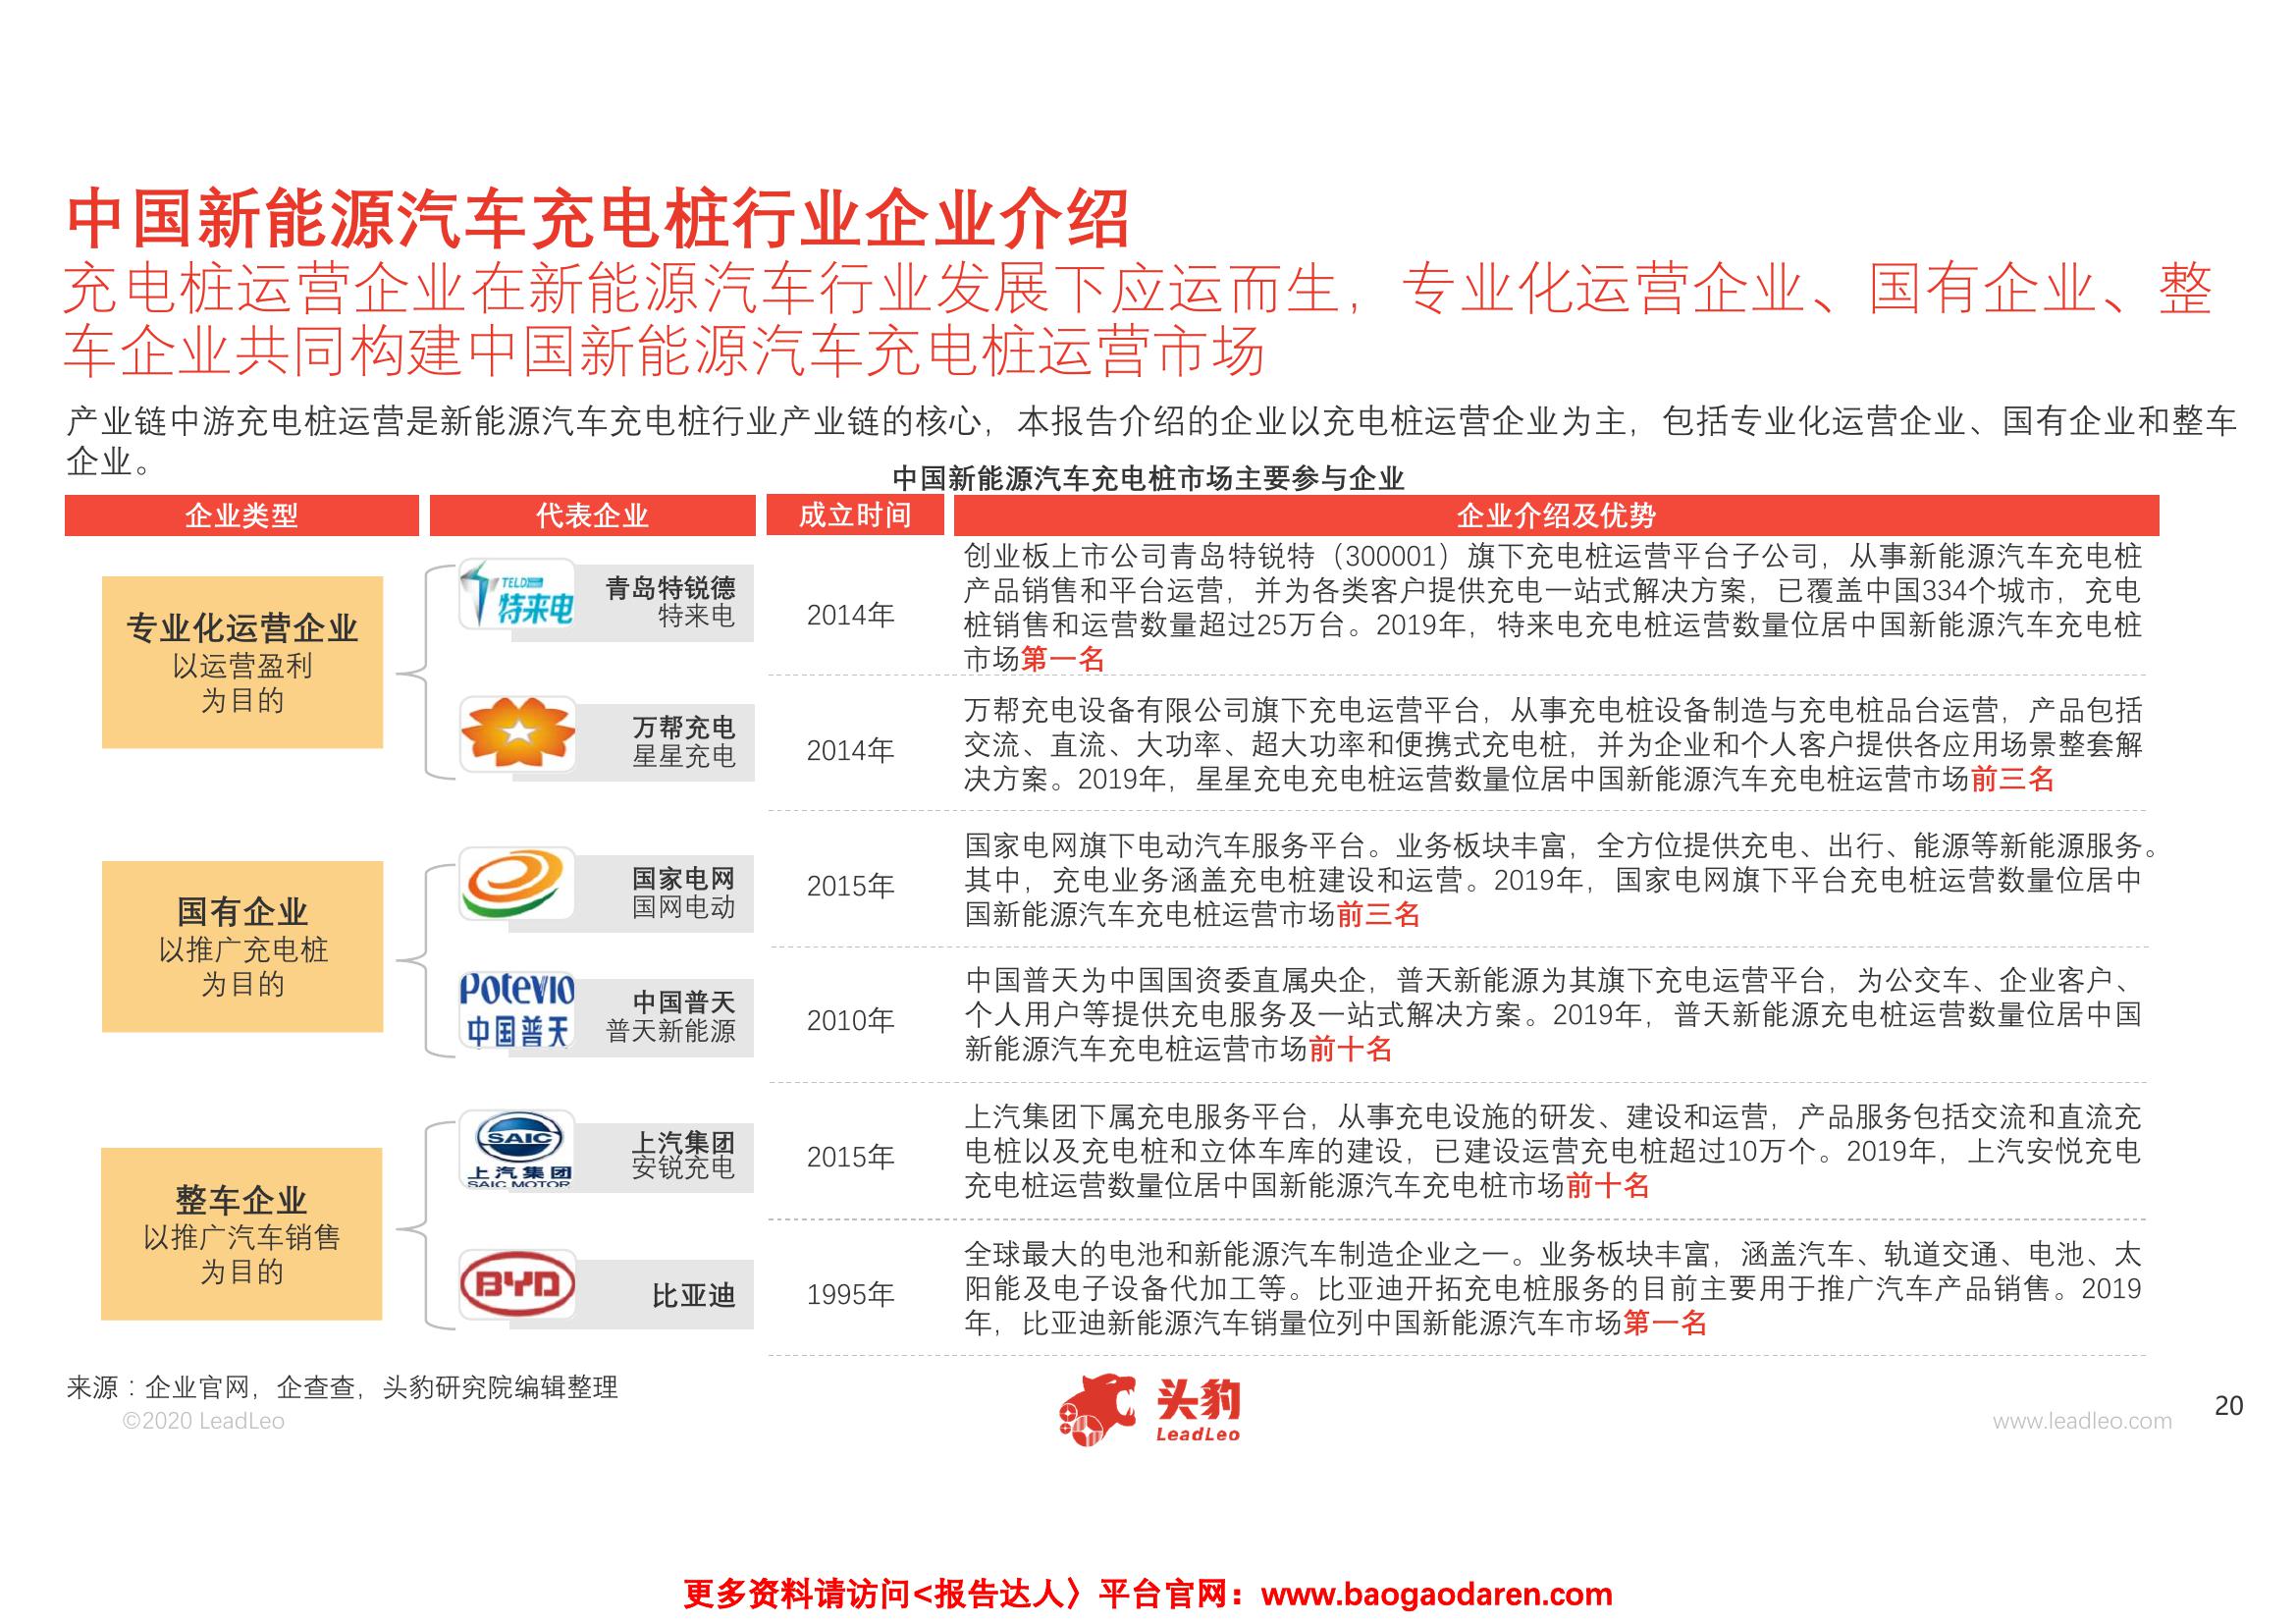 中国新能源汽车充电桩行业企业介绍
充电桩运营企业在新能源汽车行业发展下应运而生，专业化运营企业、国有企业、整
车企业共同构建中国新能源汽车充电桩运营市场
产业链中游充电桩运营是新能源汽车充电桩行业产业链的核心，本报告介绍的企业以充电桩运营企业为主，包括专业化运营企业、国有企业和整车
企业。
中国新能源汽车充电桩市场主要参与企业
企业类型
代表企业
成立时间
企业介绍及优势
专业化运营企业
以运营盈利
为目的
TELD
特来电
青岛特锐德
特来电
2014年
创业板上市公司青岛特锐特（300001）旗下充电桩运营平台子公司，从事新能源汽车充电桩
产品销售和平台运营，并为各类客户提供充电一站式解决方案，已覆盖中国334个城市，充电
桩销售和运营数量超过25万台。2019年，特来电充电桩运营数量位居中国新能源汽车充电桩
市场第一名
万帮充电
星星充电
2014年
万帮充电设备有限公司旗下充电运营平台，从事充电桩设备制造与充电桩品台运营，产品包括
交流、直流、大功率、超大功率和便携式充电桩，并为企业和个人客户提供各应用场景整套解
决方案。2019年，星星充电充电桩运营数量位居中国新能源汽车充电桩运营市场前三名
国有企业
以推广充电桩
为目的
国家电网
国网电动
2015年
国家电网旗下电动汽车服务平台。业务板块丰富，全方位提供充电、出行、能源等新能源服务。
其中，充电业务涵盖充电桩建设和运营。2019年，国家电网旗下平台充电桩运营数量位居中
国新能源汽车充电桩运营市场前三名
Potevio
中国普天
中国普天
普天新能源
2010年
中国普天为中国国资委直属央企，普天新能源为其旗下充电运营平台，为公交车、企业客户、
个人用户等提供充电服务及一站式解决方案。2019年，普天新能源充电桩运营数量位居中国
新能源汽车充电桩运营市场前十名
整车企业
以推广汽车销售
为目的
SAIC
上汽集团
SAIC MOTOR
上汽集团
安锐充电
2015年
上汽集团下属充电服务平台，从事充电设施的研发、建设和运营，产品服务包括交流和直流充
电桩以及充电桩和立体车库的建设，已建设运营充电桩超过10万个。2019年，上汽安悦充电
充电桩运营数量位居中国新能源汽车充电桩市场前十名
BYD
比亚迪
1995年
全球最大的电池和新能源汽车制造企业之一。业务板块丰富，涵盖汽车、轨道交通、电池、太
阳能及电子设备代加工等。比亚迪开拓充电桩服务的目前主要用于推广汽车产品销售。2019
年，比亚迪新能源汽车销量位列中国新能源汽车市场第一名
来源：企业官网，企查查，头豹研究院编辑整理
©2020 LeadLeo
头豹
LeadLeo
www.leadleo.com
20
更多资料请访问<报告达人〉平台官网：www.baogaodaren.com